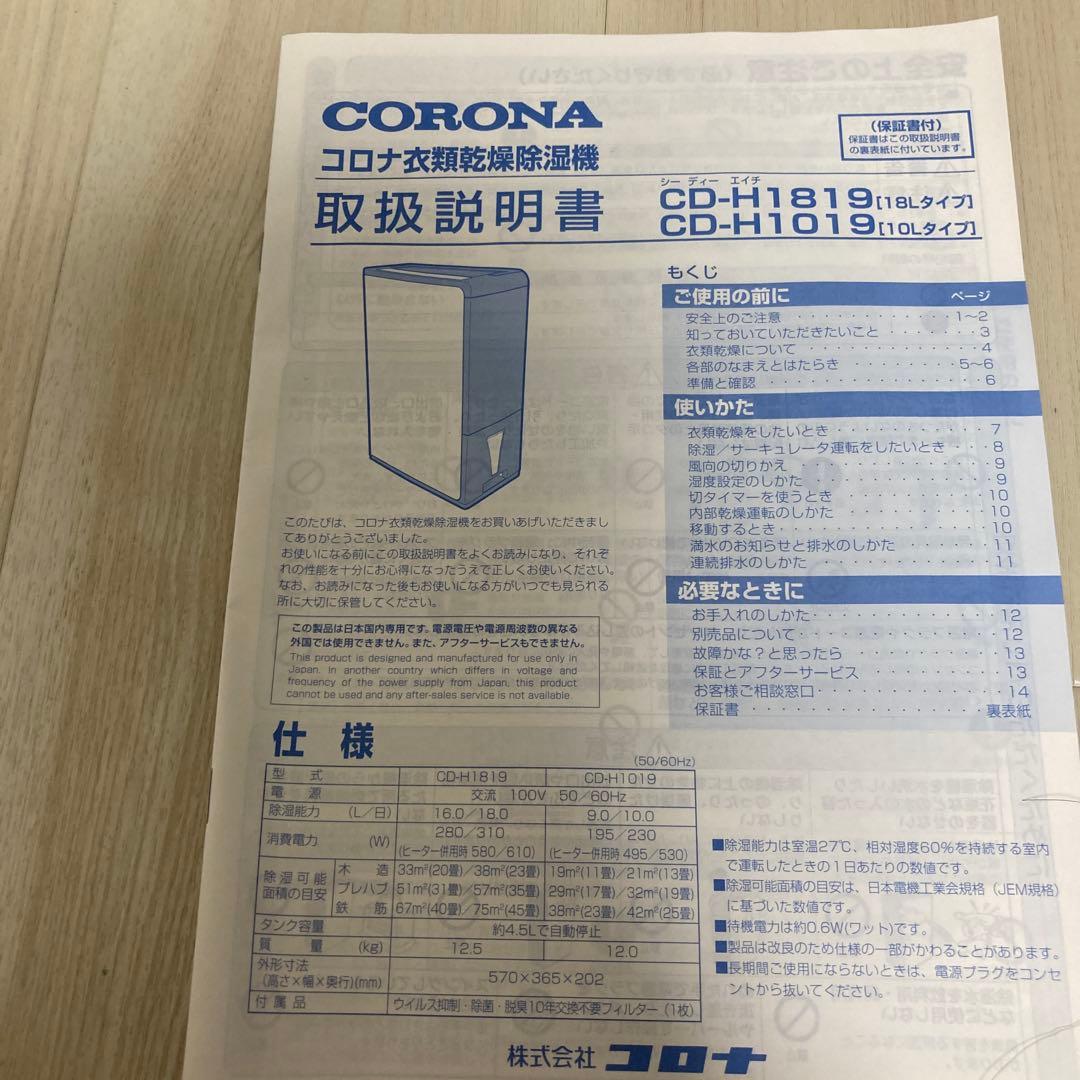 CORONA
コロナ衣類乾燥除湿機
取扱説明書
(保証書付)
保証書はこの取扱説明書
の裏表紙に付いています。
シー ディー エイチ
CD-H1819[18Lタイプ]
CD-H1019[10Lタイプ]
もくじ
ご使用の前に ページ
安全上のご注意 ・・・・・・・・・・ 1~2
知っておいていただきたいこと ・・・・・・ 3
衣類乾燥について ・・・・・・・・・・ 4
各部のなまえとはたらき ・・・・・・・ 5~6
準備と確認 ・・・・・・・・・・・・ 6
使いかた
衣類乾燥をしたいとき ・・・・・・・・ 7
除湿/サーキュレータ運転をしたいとき ・・・ 8
風向の切りかえ ・・・・・・・・・・ 9
湿度設定のしかた ・・・・・・・・・・ 9
切タイマーを使うとき ・・・・・・・・ 10
内部乾燥運転のしかた ・・・・・・・・ 10
移動するとき ・・・・・・・・・・・ 10
満水のお知らせと排水のしかた ・・・・・ 11
連続排水のしかた ・・・・・・・・・・ 11
必要なときに
お手入れのしかた ・・・・・・・・・・ 12
別売品について ・・・・・・・・・・ 12
故障かな?と思ったら ・・・・・・・・ 13
保証とアフターサービス ・・・・・・・ 13
お客様ご相談窓口 ・・・・・・・・・・ 14
保証書 ・・・・・・・・・・・・ 裏表紙
このたびは、コロナ衣類乾燥除湿機をお買いあげいただきまし
てありがとうございました。
お使いになる前にこの取扱説明書をよくお読みになり、それぞ
れの性能を十分にお心得になったうえで正しくお使いください。
なお、お読みになった後もお使いになる方がいつでも見られる
所に大切に保管してください。
この製品は日本国内専用です。電源電圧や電源周波数の異なる
外国では使用できません。また、アフターサービスもできません。
This product is designed and manufactured for use only in
Japan. In another country which differs in voltage and
frequency of the power supply from Japan, this product
cannot be used and any after-sales service is not available.
仕様
(50/60Hz)
型式 CD-H1819 CD-H1019
電源 交流 100V 50/60Hz
除湿能力 (L/日) 16.0/18.0 9.0/10.0
消費電力 (W) 280/310 195/230
(ヒーター併用時 580/610) (ヒーター併用時 495/530)
除湿可能面積の目安 木造 33m²(20畳)/38m²(23畳) 19m²(11畳)/21m²(13畳)
プレハブ 51m²(31畳)/57m²(35畳) 29m²(17畳)/32m²(19畳)
鉄筋 67m²(40畳)/75m²(45畳) 38m²(23畳)/42m²(25畳)
タンク容量 約4.5Lで自動停止
質量 (kg) 12.5 12.0
外形寸法
(高さ×幅×奥行)(mm) 570×365×202
付属品 ウイルス抑制・除菌・脱臭10年交換不要フィルター(1枚)
■除湿能力は室温27℃、相対湿度60%を持続する室内
で運転したときの1日あたりの数値です。
■除湿可能面積の目安は、日本電機工業会規格(JEM規格)
に基づいた数値です。
■待機電力は約0.6W(ワット)です。
■製品は改良のため仕様の一部がかわることがあります。
■長期間ご使用にならないときは、電源プラグをコンセ
ントから抜いてください。
株式会社 コロナ